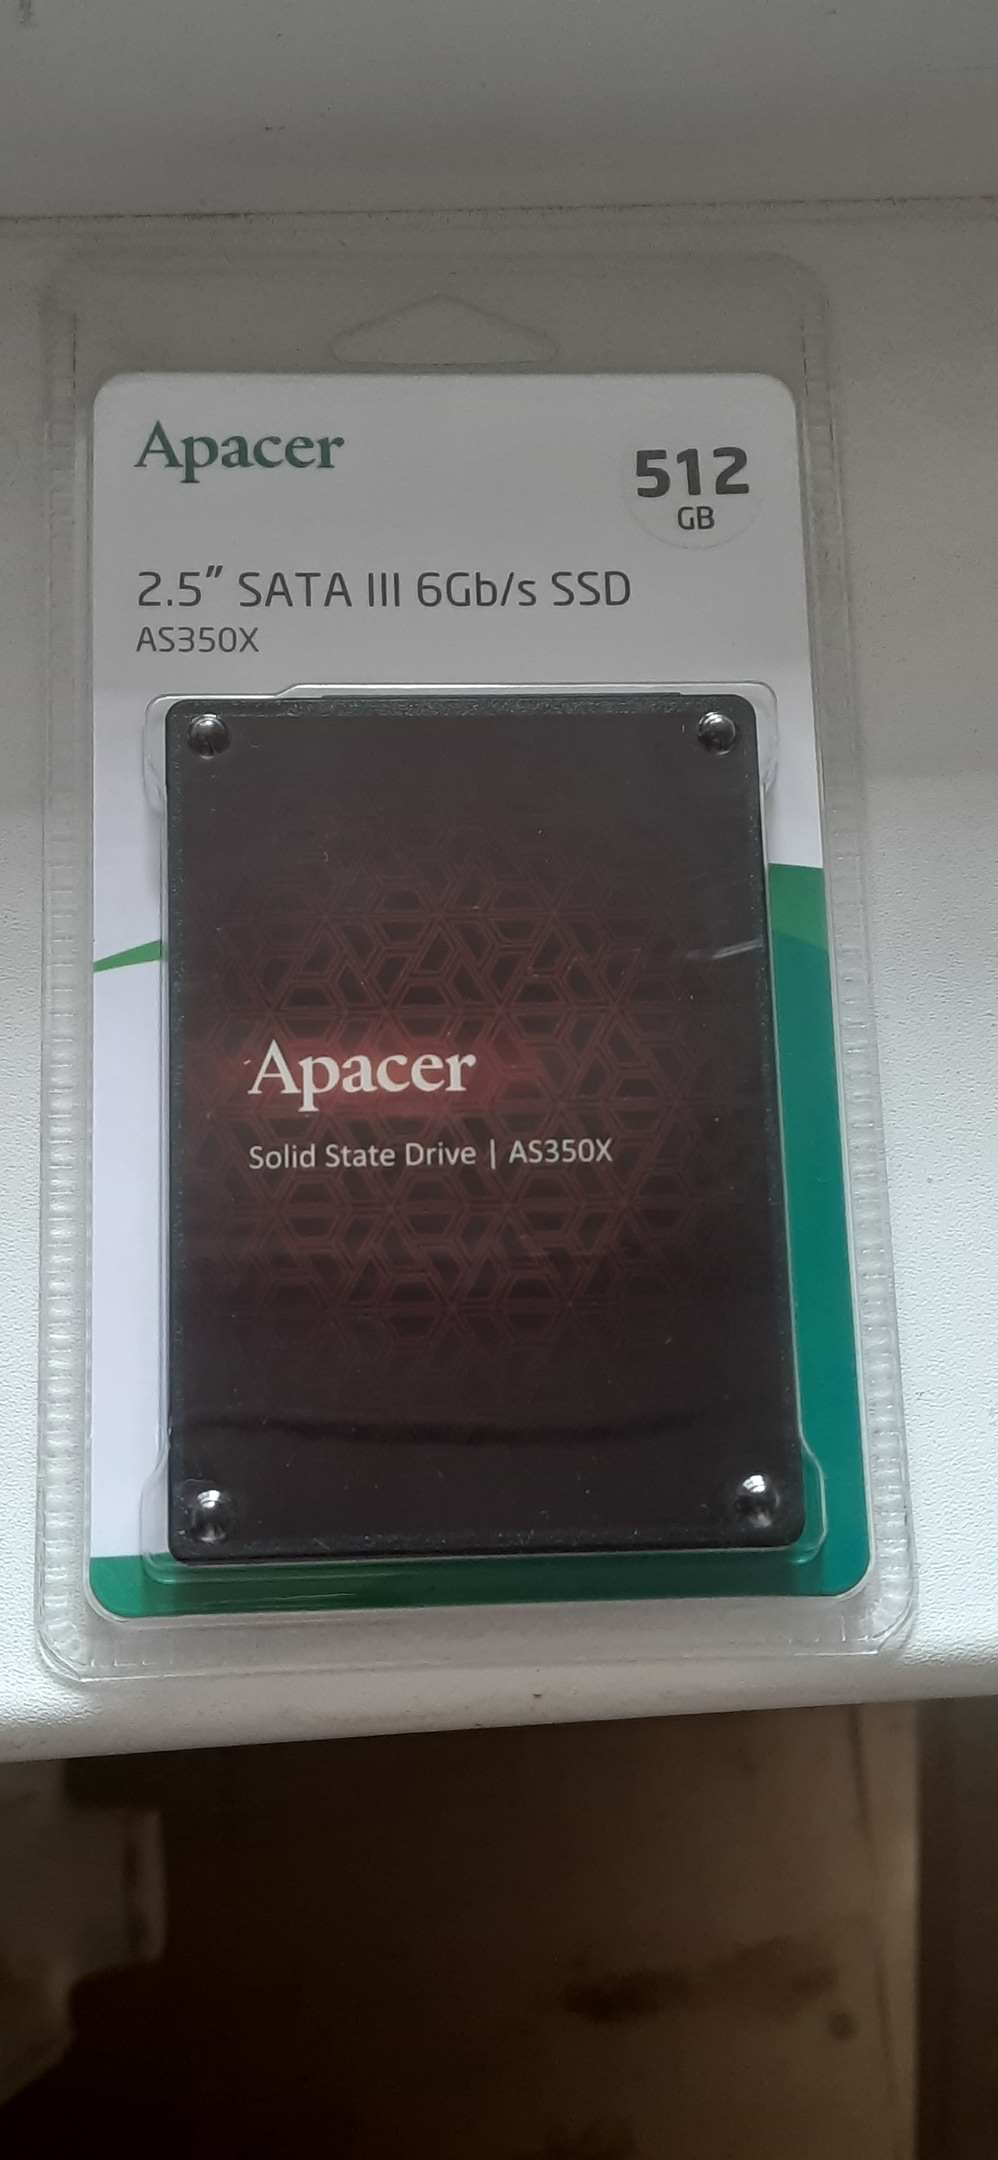 Apacer
512
GB
2.5" SATA III 6Gb/s SSD
AS350X
Apacer
Solid State Drive | AS350X